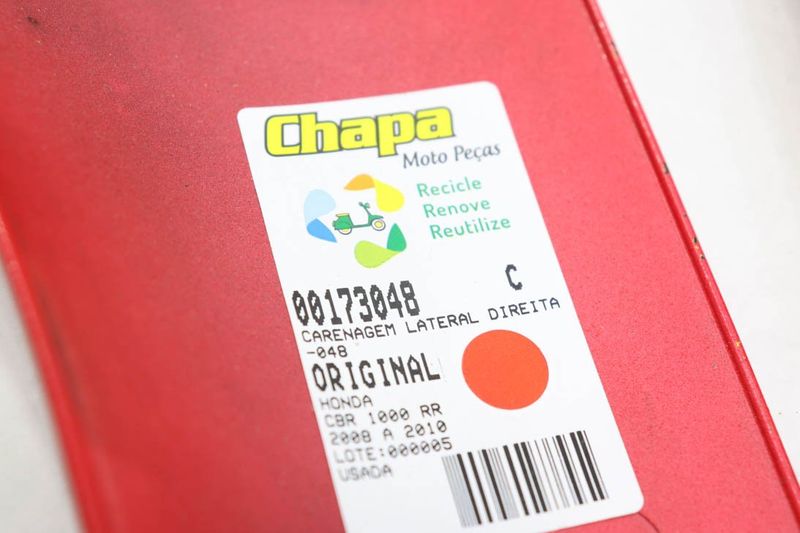 Chapa
Moto Peças
Recicle
Renove
Reutilize
00173048 C
CARENAGEM LATERAL DIREITA
-048
ORIGINAL
HONDA
CBR 1000 RR
2008 A 2010
LOTE:000005
USADA